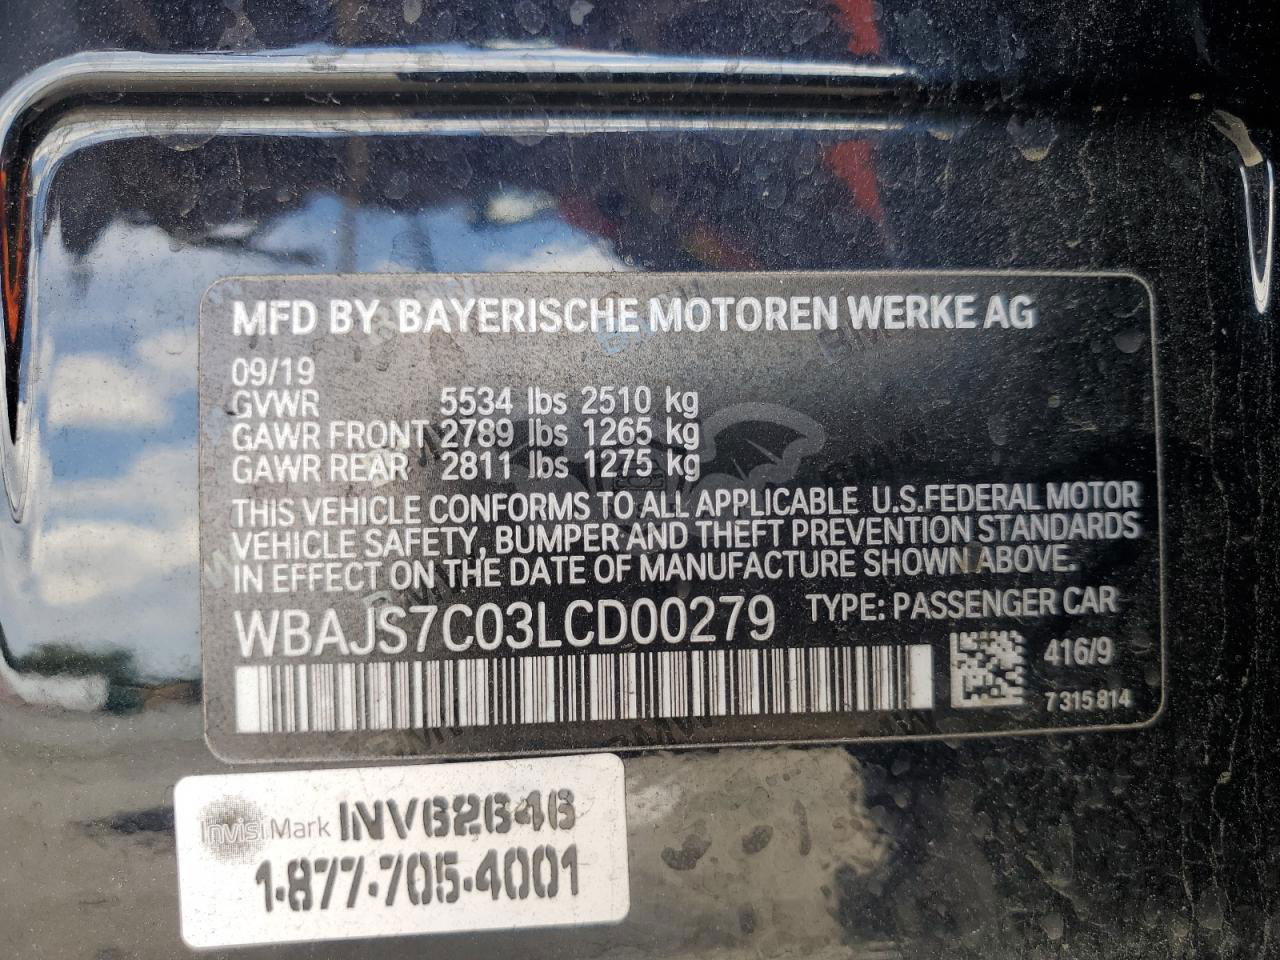 MFD BY BAYERISCHE MOTOREN WERKE AG
09/19
GVWR 5534 lbs 2510 kg
GAWR FRONT 2789 lbs 1265 kg
GAWR REAR 2811 lbs 1275 kg
THIS VEHICLE CONFORMS TO ALL APPLICABLE U.S.FEDERAL MOTOR
VEHICLE SAFETY, BUMPER AND THEFT PREVENTION STANDARDS
IN EFFECT ON THE DATE OF MANUFACTURE SHOWN ABOVE.
WBAJS7C03LCD00279 TYPE: PASSENGER CAR
416/9
7 315 814
InvisiMark INV62646
1-877-705-4001